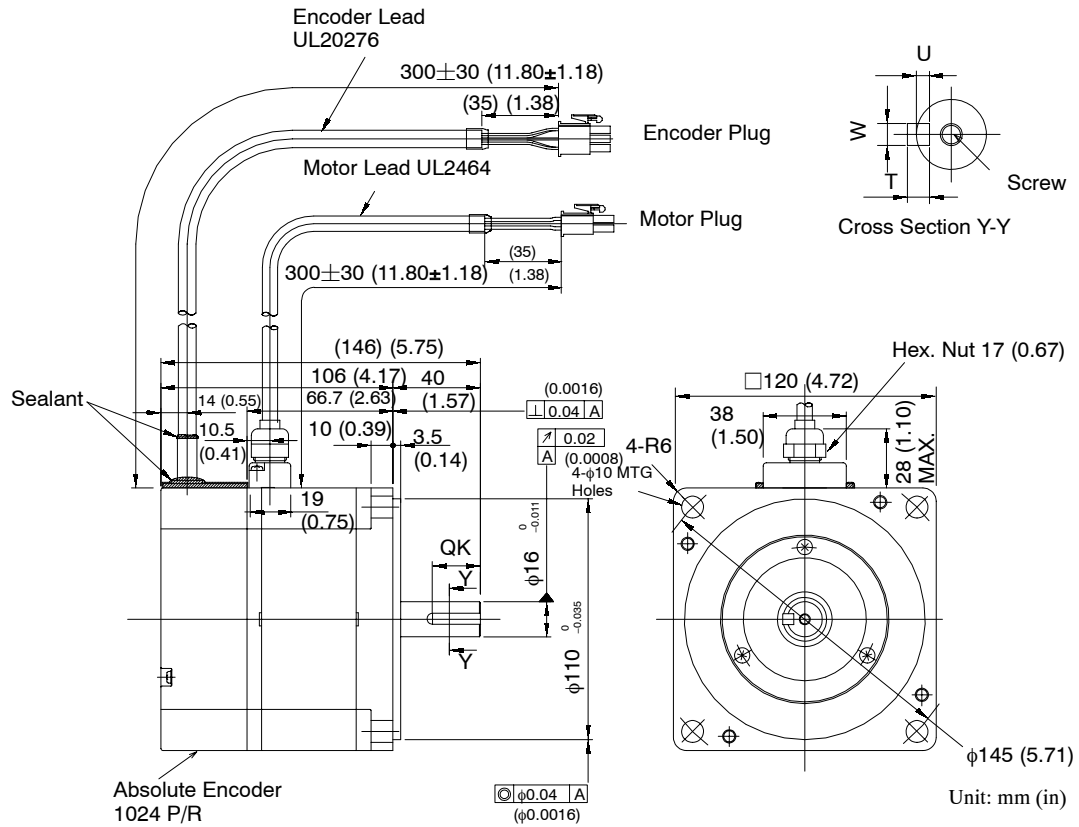 Encoder Lead
UL20276
300±30 (11.80±1.18)
(35) (1.38)
Encoder Plug
Motor Lead UL2464
Motor Plug
(35)
(1.38)
300±30 (11.80±1.18)
U
W
T
Screw
Cross Section Y-Y
(146) (5.75)
106 (4.17)
40
(1.57)
14 (0.55)
66.7 (2.63)
Sealant
10.5
(0.41)
10 (0.39)
3.5
(0.14)
19
(0.75)
(0.0016)
⊥ 0.04 A
↗ 0.02
A
(0.0008)
4-ϕ10 MTG
Holes
4-R6
QK
Y
Y
ϕ16 0 -0.011
ϕ110 0 -0.035
◎ ϕ0.04 A
(ϕ0.0016)
Absolute Encoder
1024 P/R
Hex. Nut 17 (0.67)
□120 (4.72)
38
(1.50)
28 (1.10)
MAX.
ϕ145 (5.71)
Unit: mm (in)